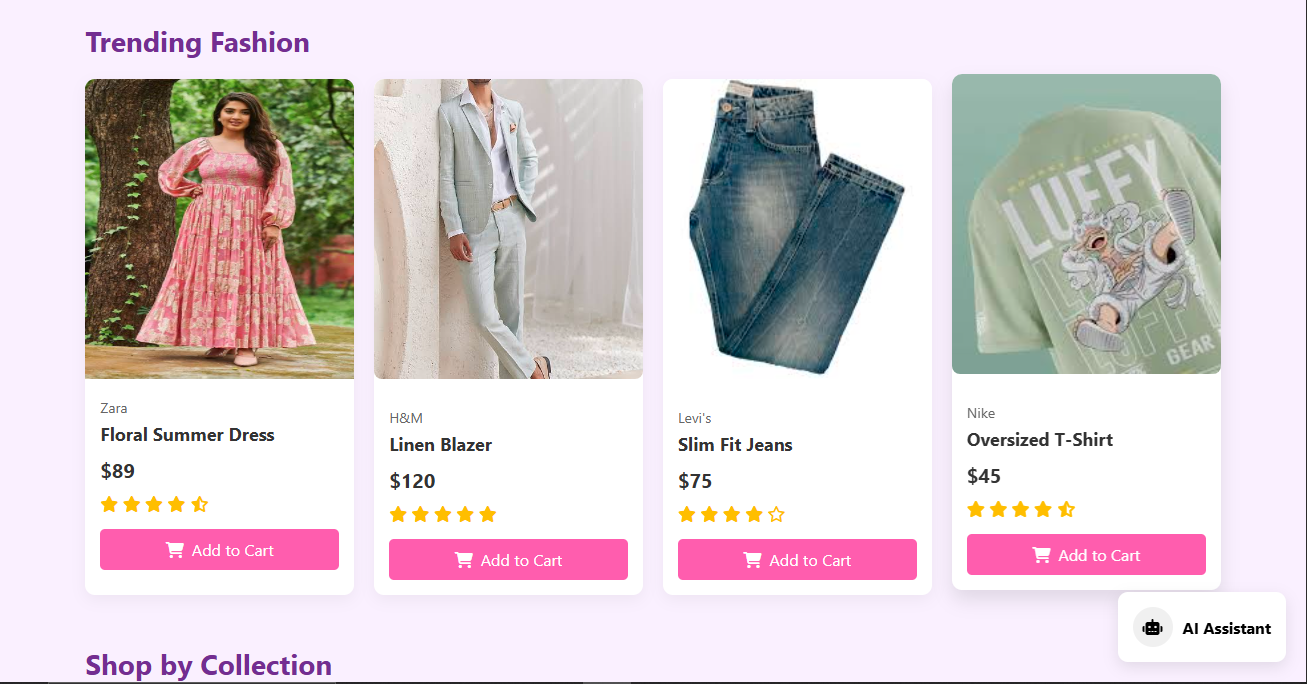 Trending Fashion
LUFFY
GEAR
Zara
Floral Summer Dress
$89
Add to Cart
H&M
Linen Blazer
$120
Add to Cart
Levi's
Slim Fit Jeans
$75
Add to Cart
Nike
Oversized T-Shirt
$45
Add to Cart
AI Assistant
Shop by Collection